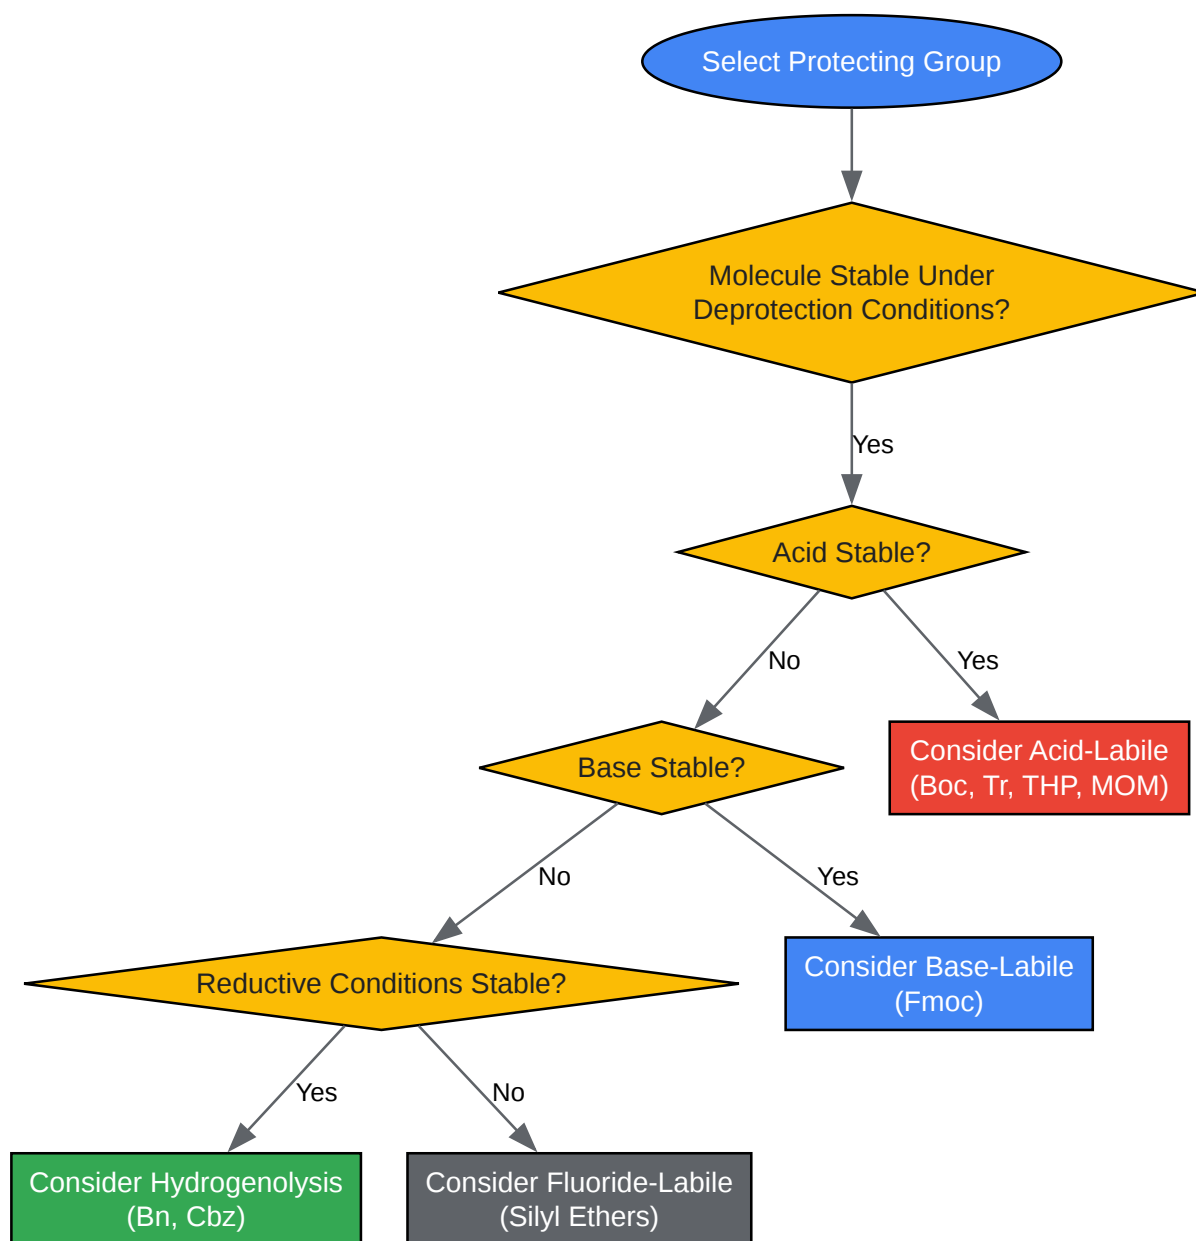 Select Protecting Group
Molecule Stable Under
Deprotection Conditions?
Yes
Acid Stable?
No
Yes
Base Stable?
Consider Acid-Labile
(Boc, Tr, THP, MOM)
No
Yes
Reductive Conditions Stable?
Consider Base-Labile
(Fmoc)
Yes
No
Consider Hydrogenolysis
(Bn, Cbz)
Consider Fluoride-Labile
(Silyl Ethers)